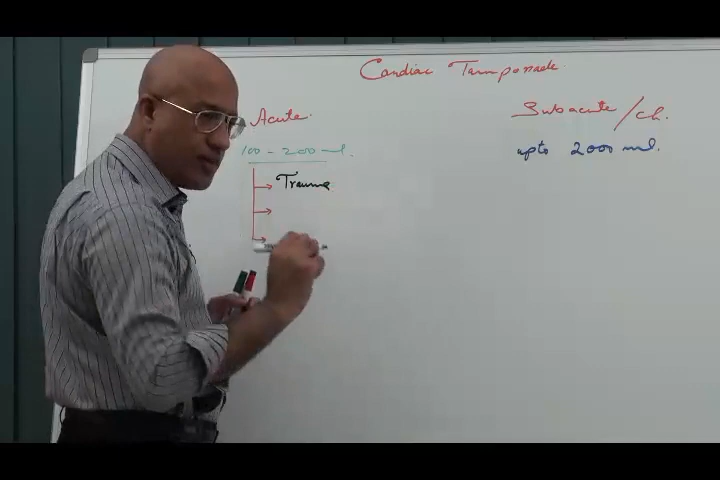 Cardiac Tamponade
Acute
Subacute/ch.
100 - 200 ml.
upto 2000 ml.
Trauma